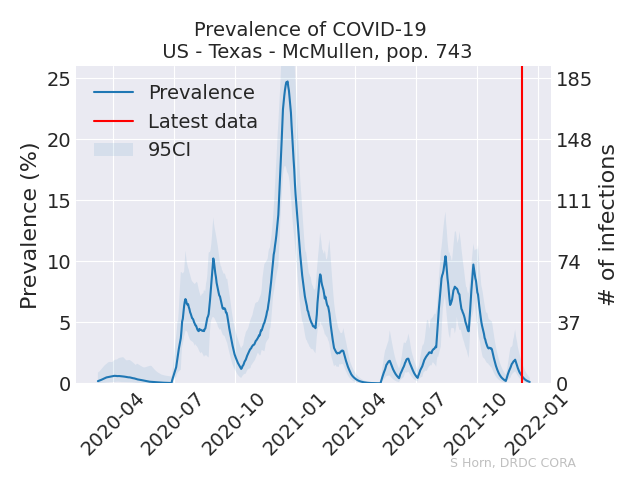 Prevalence of COVID-19
US - Texas - McMullen, pop. 743
Prevalence
Latest data
95CI
Prevalence (%)
25
20
15
10
5
0
185
148
111
74
37
0
# of infections
2020-04
2020-07
2020-10
2021-01
2021-04
2021-07
2021-10
2022-01
S Horn, DRDC CORA